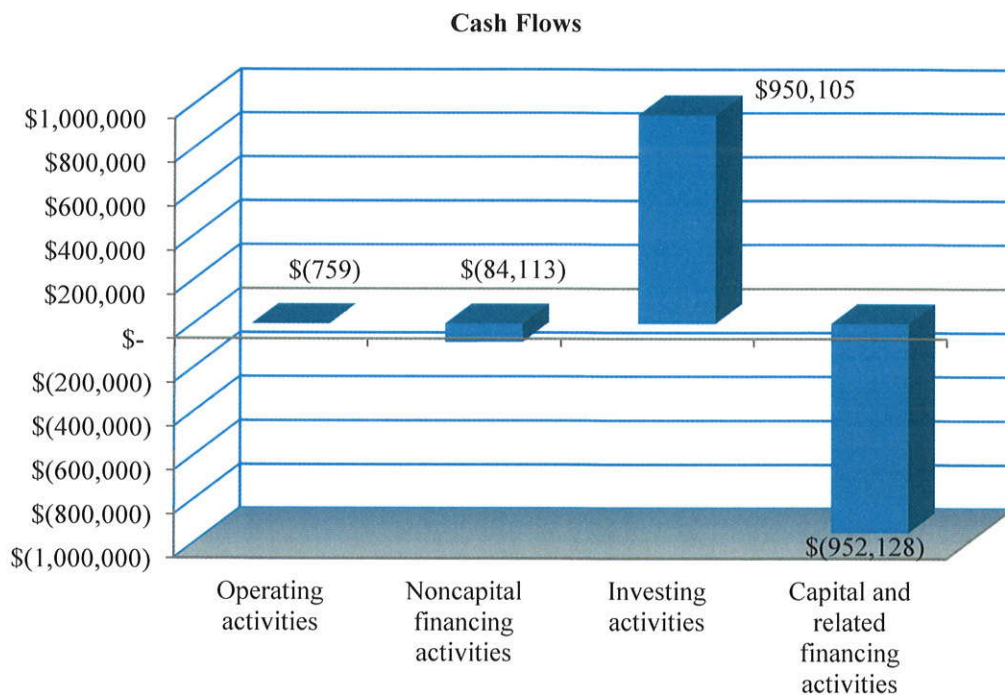 Cash Flows
$950,105
$1,000,000
$800,000
$600,000
$400,000
$(759)
$(84,113)
$200,000
$-
$(200,000)
$(400,000)
$(600,000)
$(800,000)
$(952,128)
$(1,000,000)
Operating
activities
Noncapital
financing
activities
Investing
activities
Capital and
related
financing
activities